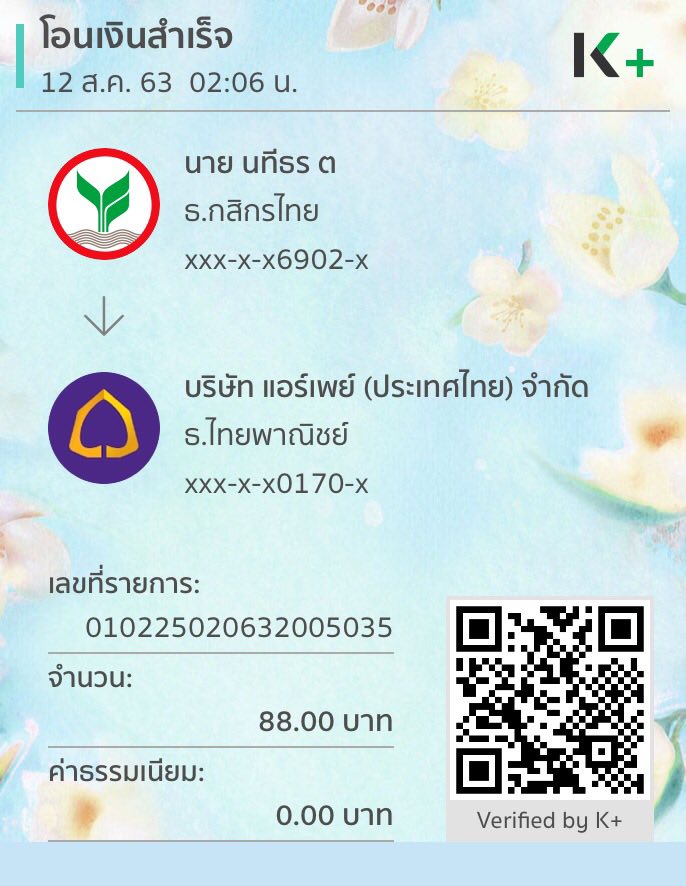 โอนเงินสำเร็จ
12 ส.ค. 63 02:06 น.
K+
นาย นทีธร ต
ธ.กสิกรไทย
xxx-x-x6902-x
บริษัท แอร์เพย์ (ประเทศไทย) จำกัด
ธ.ไทยพาณิชย์
xxx-x-x0170-x
เลขที่รายการ:
010225020632005035
จำนวน:
88.00 บาท
ค่าธรรมเนียม:
0.00 บาท
Verified by K+